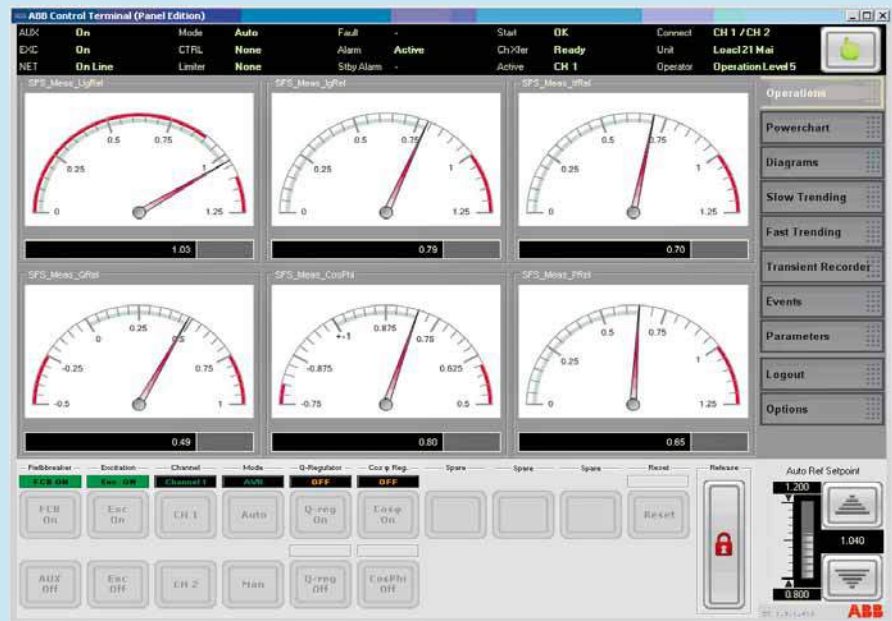 ABB Control Terminal (Panel Edition)
AUX On Mode Auto Fault - Start OK Connect CH 1 / CH 2
EXC On CTRL None Alarm Active Ch Xfer Ready Unit Loacl 21 Mai
NET On Line Limiter None Stby Alarm - Active CH 1 Operator Operation Level 5
SFS_Meas_UgRel
0 0.25 0.5 0.75 1 1.25
1.03
SFS_Meas_IgRel
0 0.25 0.5 0.75 1 1.25
0.79
SFS_Meas_IfRel
0 0.25 0.5 0.75 1 1.25
0.70
SFS_Meas_QRel
-0.5 -0.25 0 0.25 0.5 0.75 1
0.49
SFS_Meas_CosPhi
-0.75 -0.875 +-1 0.875 0.75 0.625 0.5
0.80
SFS_Meas_PRel
0 0.25 0.5 0.75 1 1.25
0.65
Operations
Powerchart
Diagrams
Slow Trending
Fast Trending
Transient Recorder
Events
Parameters
Logout
Options
Fieldbreaker Excitation Channel Mode Q-Regulator Cos φ Reg. Spare Spare Spare Reset Release
FCB ON Exc. ON Channel 1 AVR OFF OFF
FCB On
Exc On
CH 1
Auto
Q-reg On
Cosφ On
Reset
AUX Off
Exc Off
CH 2
Man
Q-reg Off
CosPhi Off
Auto Ref Setpoint
1.200
1.040
0.800
ABB